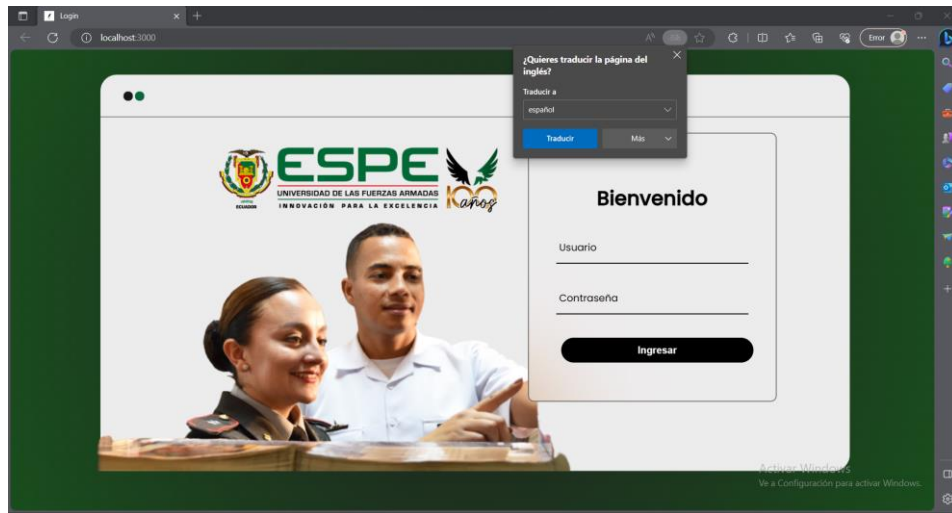 Login
localhost:3000
Error
¿Quieres traducir la página del
inglés?
Traducir a
español
Traducir
Más
ESPE
UNIVERSIDAD DE LAS FUERZAS ARMADAS
INNOVACIÓN PARA LA EXCELENCIA
ECUADOR
100
años
Bienvenido
Usuario
Contraseña
Ingresar
Activar Windows
Ve a Configuración para activar Windows.